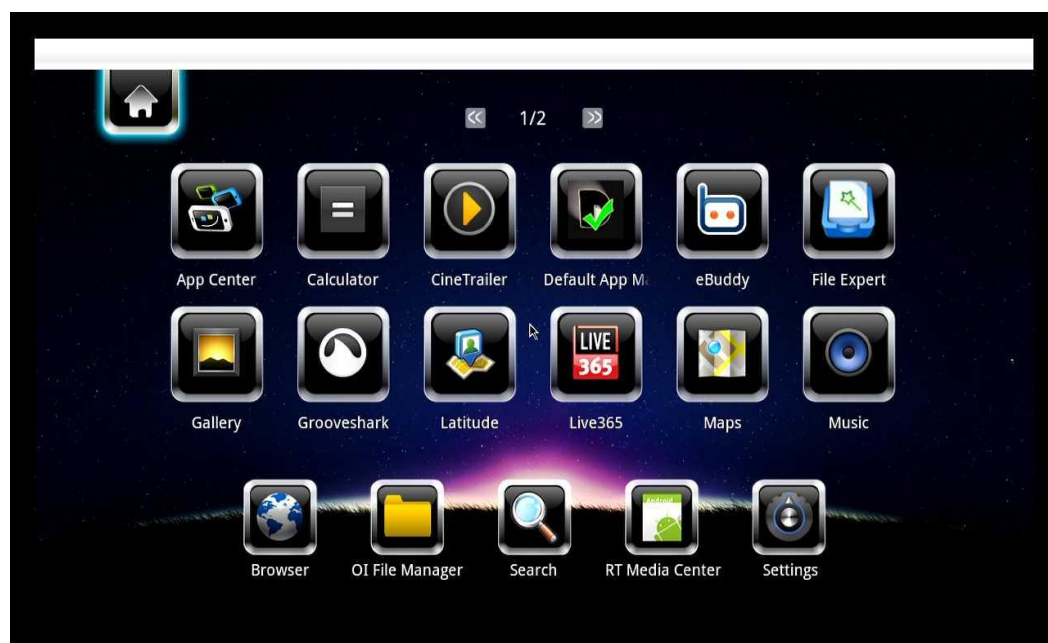 1/2
App Center Calculator CineTrailer Default App Ma eBuddy File Expert
LIVE
365
Gallery Grooveshark Latitude Live365 Maps Music
Android
Browser OI File Manager Search RT Media Center Settings